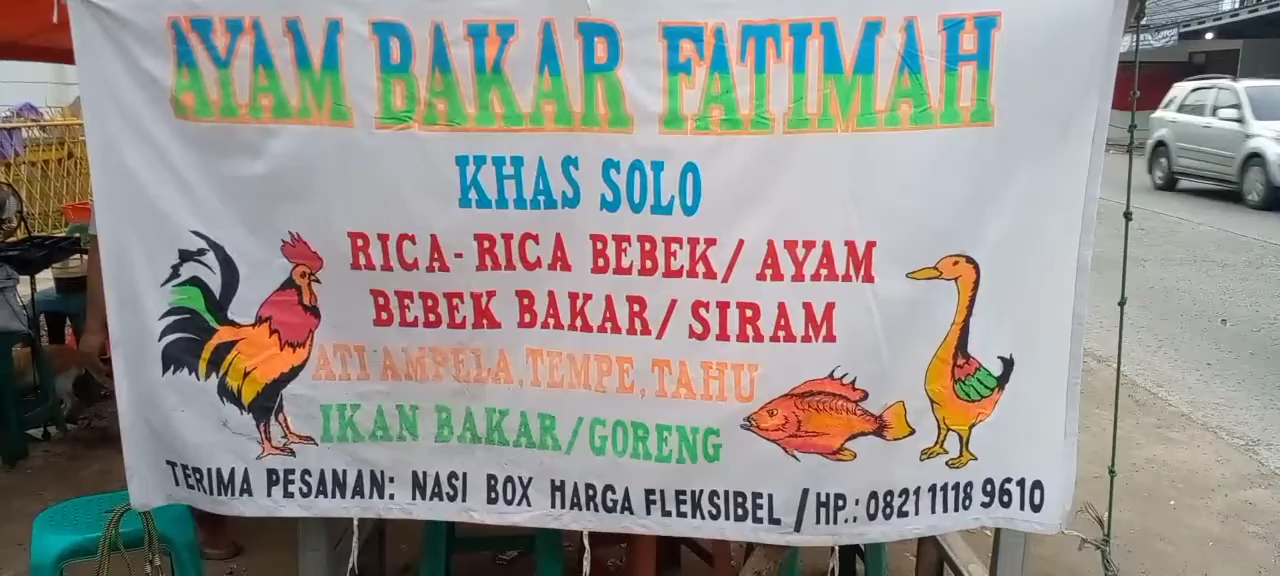 AYAM BAKAR FATIMAH
KHAS SOLO
RICA-RICA BEBEK/AYAM
BEBEK BAKAR/SIRAM
ATI AMPELA, TEMPE, TAHU
IKAN BAKAR/GORENG
TERIMA PESANAN: NASI BOX HARGA FLEKSIBEL /HP.: 0821 1118 9610